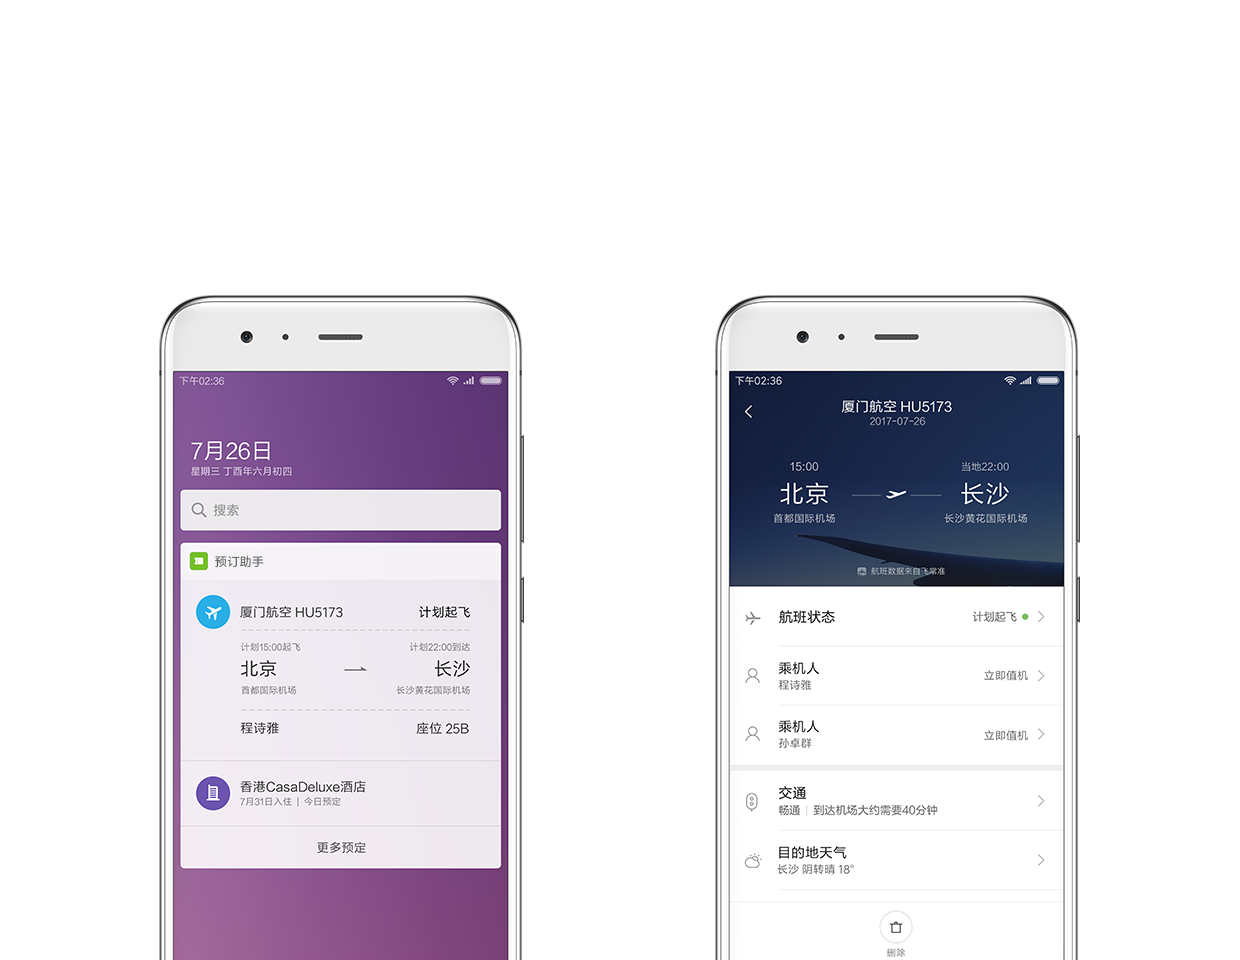 下午02:36
7月26日
星期三 丁酉年六月初四
搜索
预订助手
厦门航空 HU5173 计划起飞
计划15:00起飞 计划22:00到达
北京 长沙
首都国际机场 长沙黄花国际机场
程诗雅 座位 25B
香港CasaDeluxe酒店
7月31日入住 | 今日预定
更多预定
下午02:36
厦门航空 HU5173
2017-07-26
15:00 当地22:00
北京 长沙
首都国际机场 长沙黄花国际机场
航班数据来自飞常准
航班状态 计划起飞
乘机人 立即值机
程诗雅
乘机人 立即值机
孙卓群
交通
畅通 | 到达机场大约需要40分钟
目的地天气
长沙 阴转晴 18°
删除